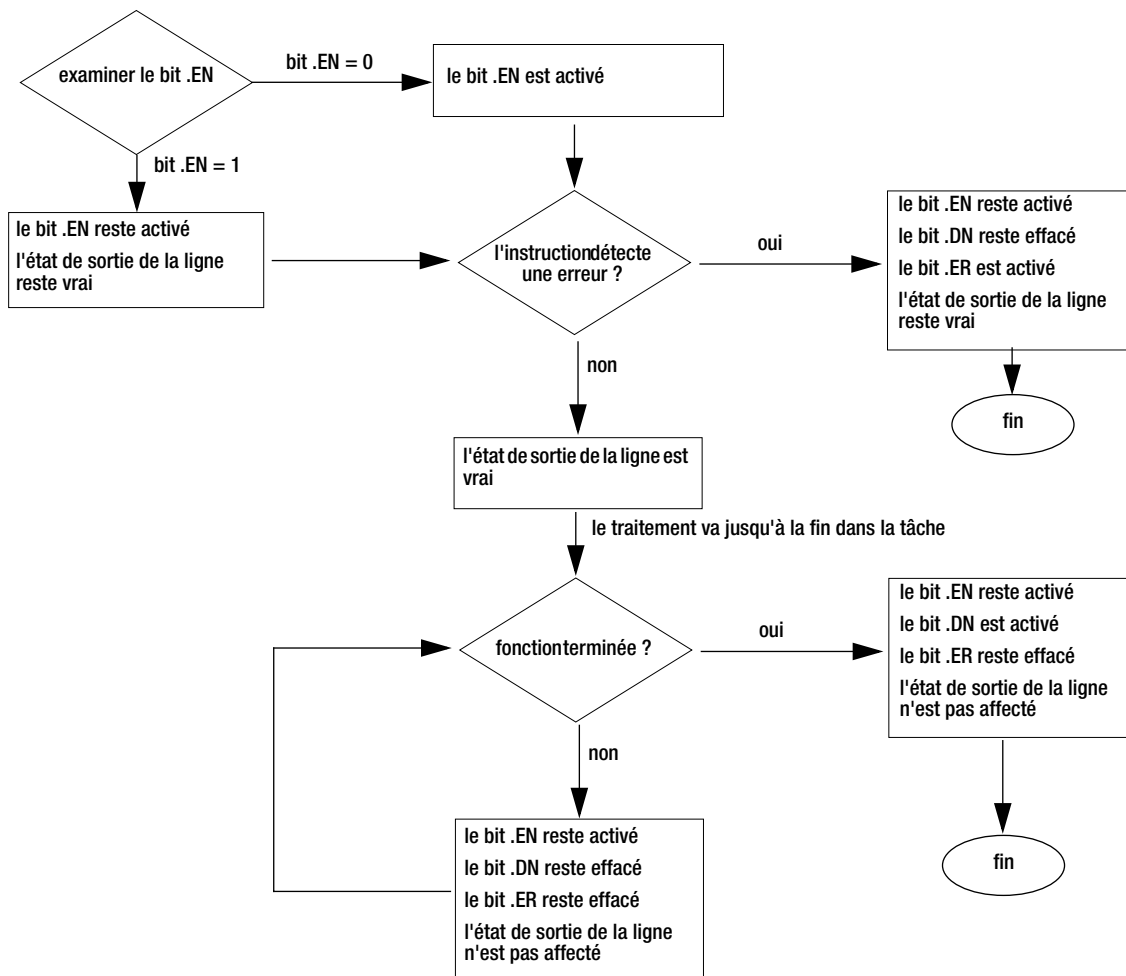 examiner le bit .EN
bit .EN = 0
le bit .EN est activé
bit .EN = 1
le bit .EN reste activé
l'état de sortie de la ligne
reste vrai
l'instruction détecte
une erreur ?
oui
le bit .EN reste activé
le bit .DN reste effacé
le bit .ER est activé
l'état de sortie de la ligne
reste vrai
non
fin
l'état de sortie de la ligne est
vrai
le traitement va jusqu'à la fin dans la tâche
fonction terminée ?
oui
le bit .EN reste activé
le bit .DN est activé
le bit .ER reste effacé
l'état de sortie de la ligne
n'est pas affecté
non
le bit .EN reste activé
le bit .DN reste effacé
le bit .ER reste effacé
l'état de sortie de la ligne
n'est pas affecté
fin